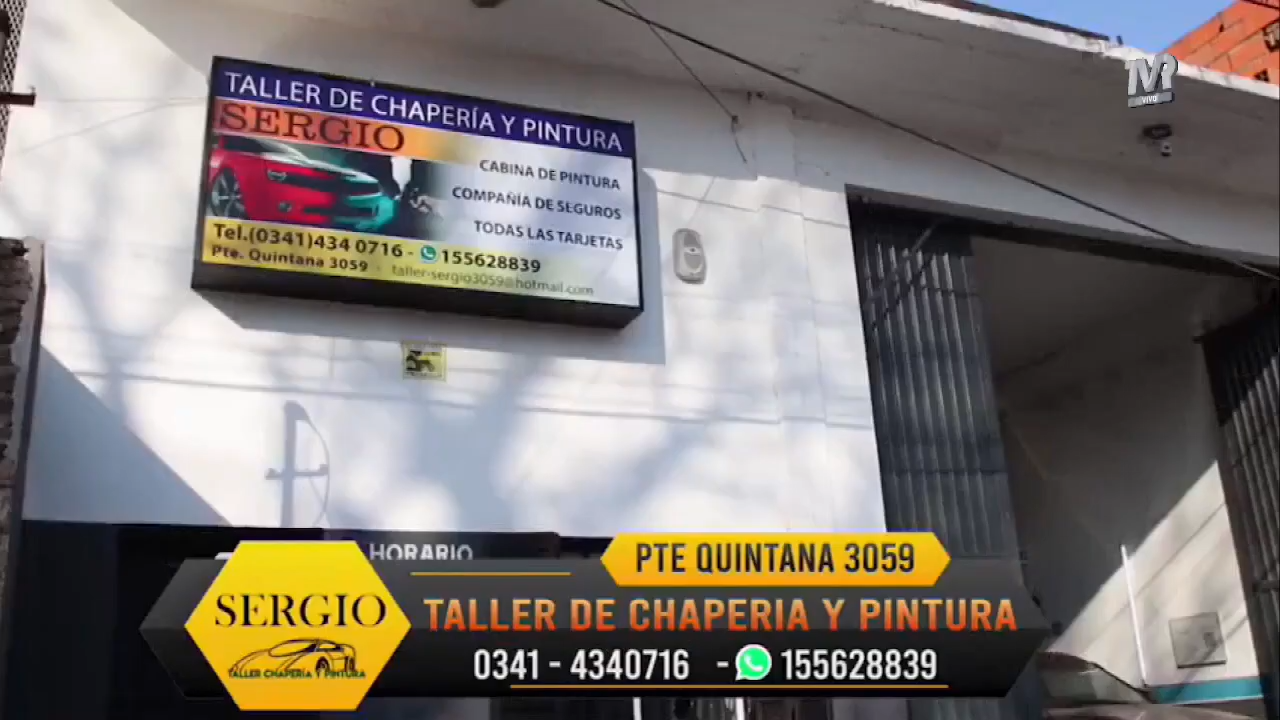 MR
VIVO
TALLER DE CHAPERÍA Y PINTURA
SERGIO
CABINA DE PINTURA
COMPAÑÍA DE SEGUROS
TODAS LAS TARJETAS
Tel.(0341)434 0716 - 155628839
Pte. Quintana 3059 - taller-sergio3059@hotmail.com
HORARIO
PTE QUINTANA 3059
SERGIO
TALLER CHAPERIA Y PINTURA
TALLER DE CHAPERIA Y PINTURA
0341 - 4340716 - 155628839